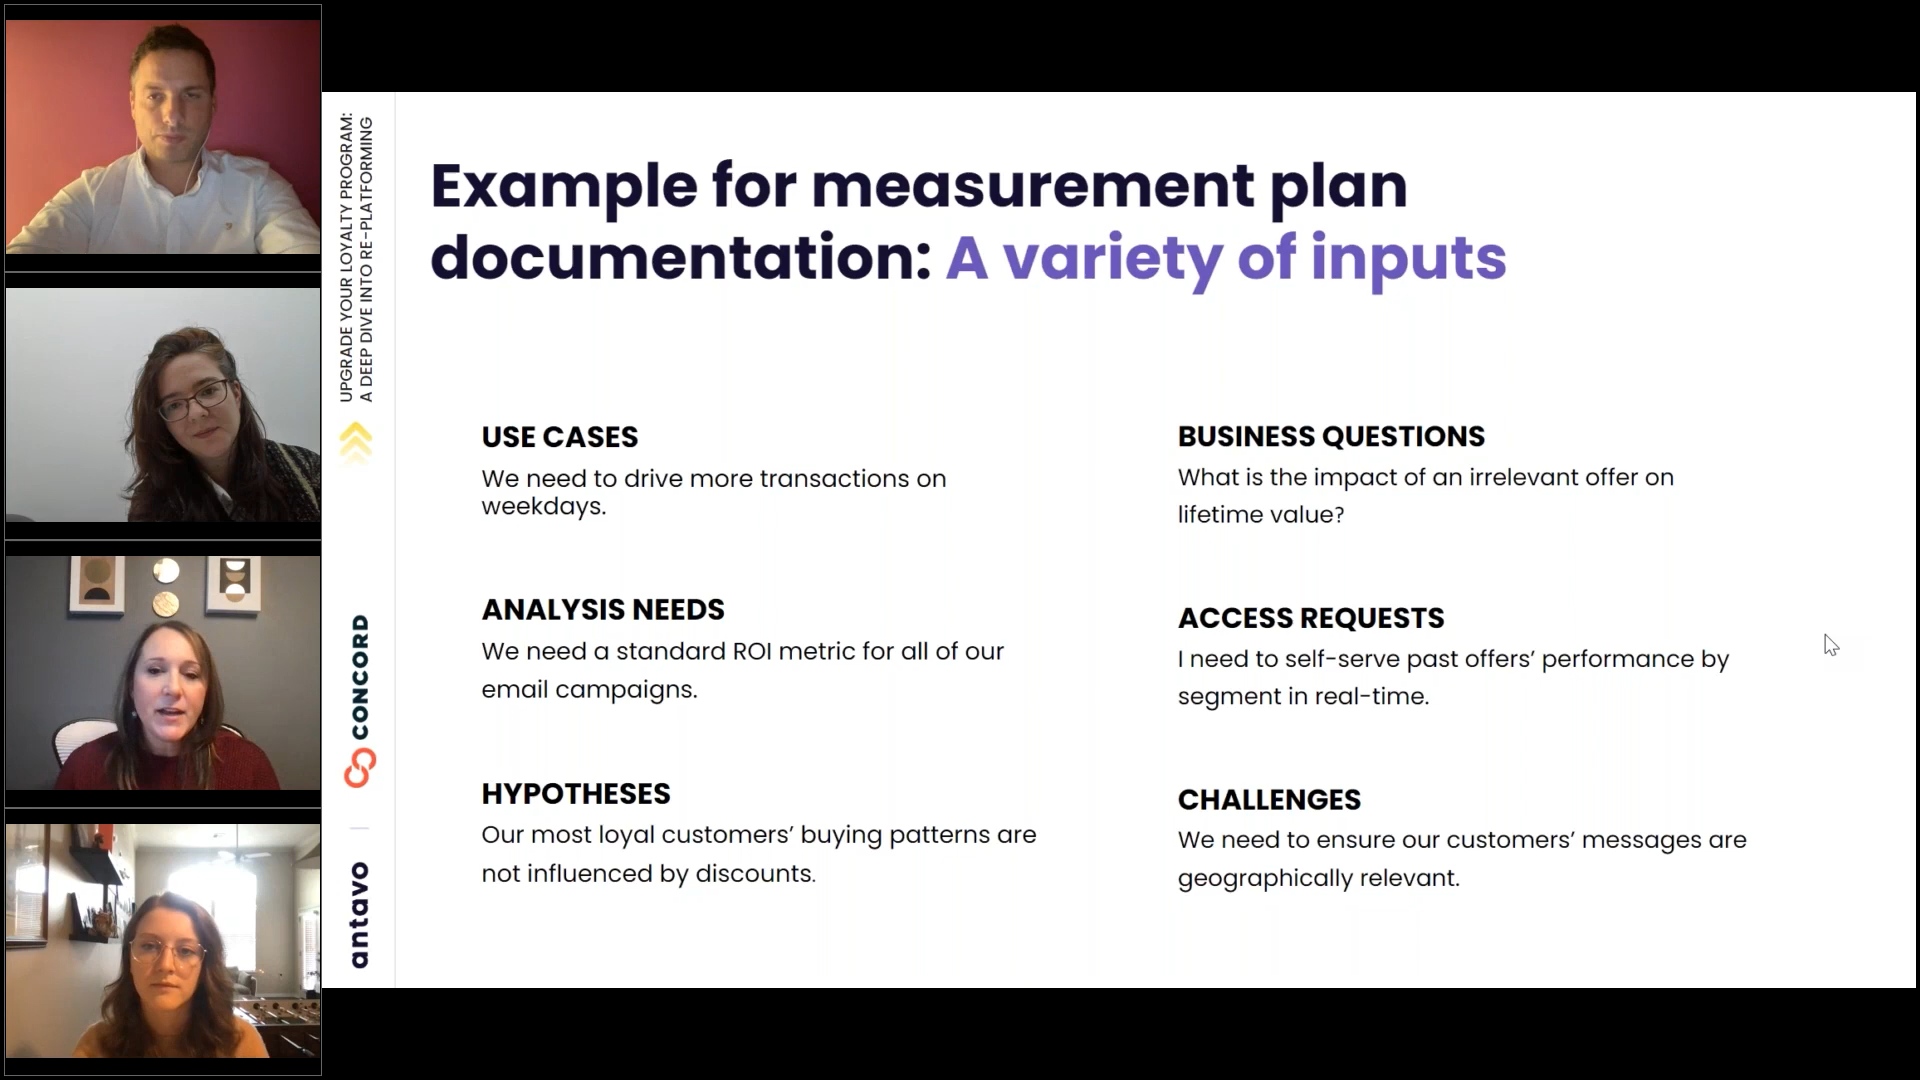 UPGRADE YOUR LOYALTY PROGRAM:
A DEEP DIVE INTO RE-PLATFORMING
CONCORD
antavo
Example for measurement plan
documentation: A variety of inputs
USE CASES
We need to drive more transactions on
weekdays.
ANALYSIS NEEDS
We need a standard ROI metric for all of our
email campaigns.
HYPOTHESES
Our most loyal customers’ buying patterns are
not influenced by discounts.
BUSINESS QUESTIONS
What is the impact of an irrelevant offer on
lifetime value?
ACCESS REQUESTS
I need to self-serve past offers’ performance by
segment in real-time.
CHALLENGES
We need to ensure our customers’ messages are
geographically relevant.